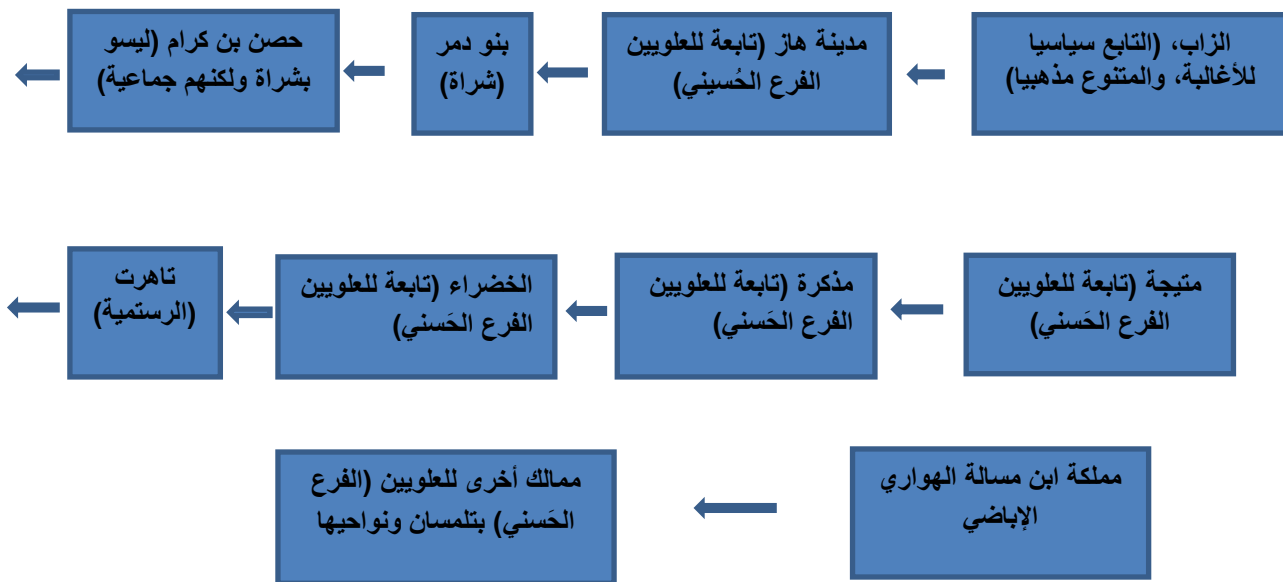 الزاب، (التابع سياسيا
للأغالبة، والمتنوع مذهبيا)
مدينة هاز (تابعة للعلويين
الفرع الحُسيني)
بنو دمر
(شراة)
حصن بن كرام (ليسو
بشراة ولكنهم جماعية)
متيجة (تابعة للعلويين
الفرع الحَسني)
مذكرة (تابعة للعلويين
الفرع الحَسني)
الخضراء (تابعة للعلويين
الفرع الحَسني)
تاهرت
(الرستمية)
مملكة ابن مسالة الهواري
الإباضي
ممالك أخرى للعلويين (الفرع
الحَسني) بتلمسان ونواحيها